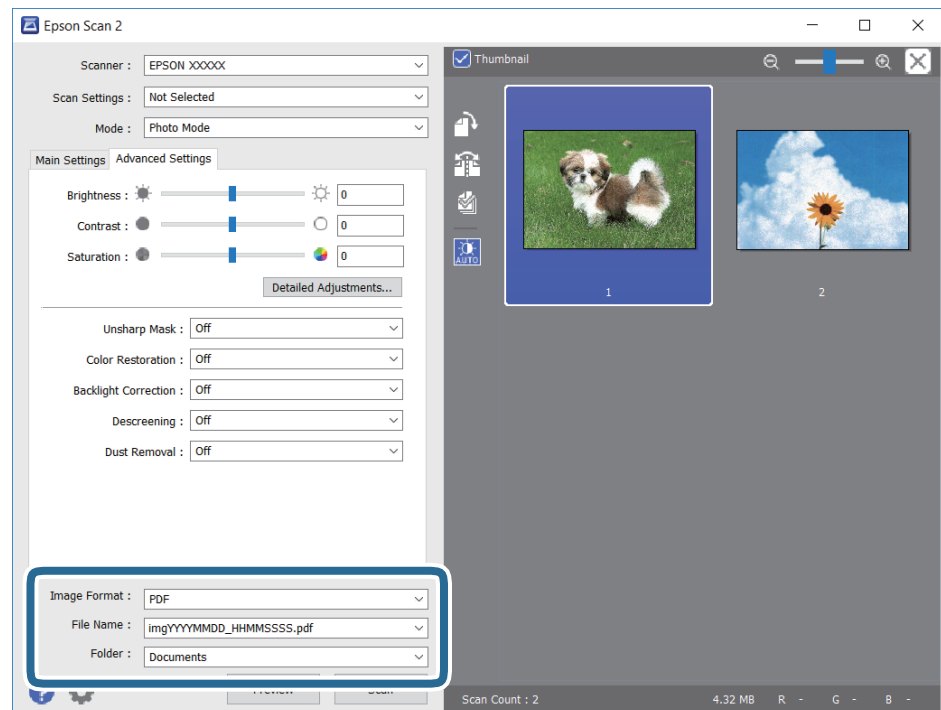 Epson Scan 2
Scanner : EPSON XXXXX
Scan Settings : Not Selected
Mode : Photo Mode
Main Settings Advanced Settings
Brightness : 0
Contrast : 0
Saturation : 0
Detailed Adjustments...
Unsharp Mask : Off
Color Restoration : Off
Backlight Correction : Off
Descreening : Off
Dust Removal : Off
Image Format : PDF
File Name : imgYYYYMMDD_HHMMSSSS.pdf
Folder : Documents
Preview Scan
Thumbnail
AUTO
1 2
Scan Count : 2 4.32 MB R - G - B -